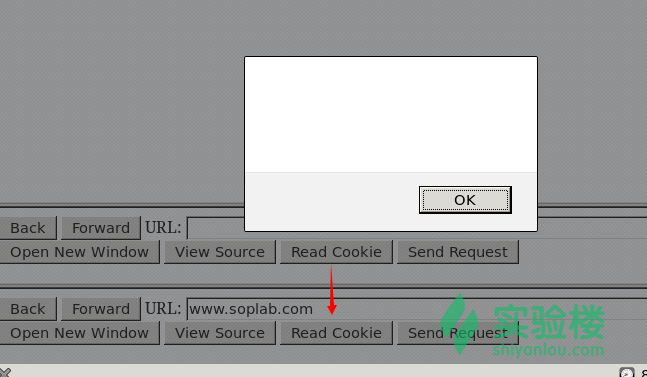 OK
Back Forward URL:
Open New Window View Source Read Cookie Send Request
Back Forward URL: www.soplab.com
Open New Window View Source Read Cookie Send Request
实验楼
shiyanlou.com